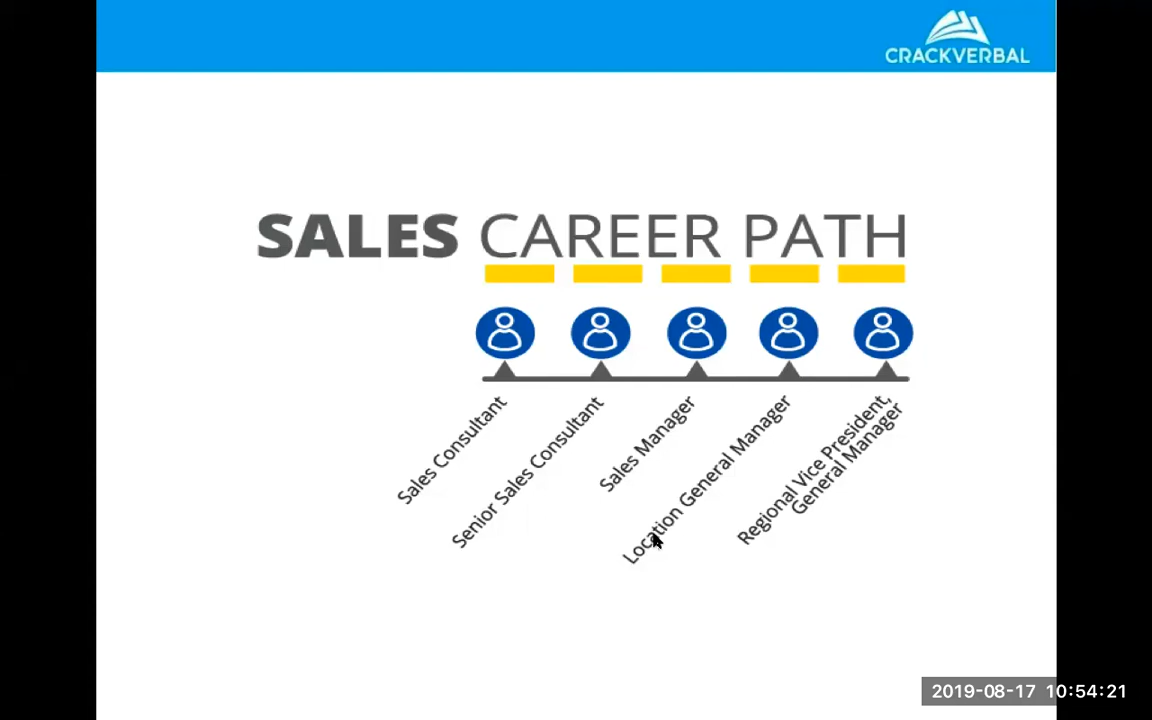 CRACKVERBAL
SALES CAREER PATH
Sales Consultant
Senior Sales Consultant
Sales Manager
Location General Manager
Regional Vice President,
General Manager
2019-08-17 10:54:21